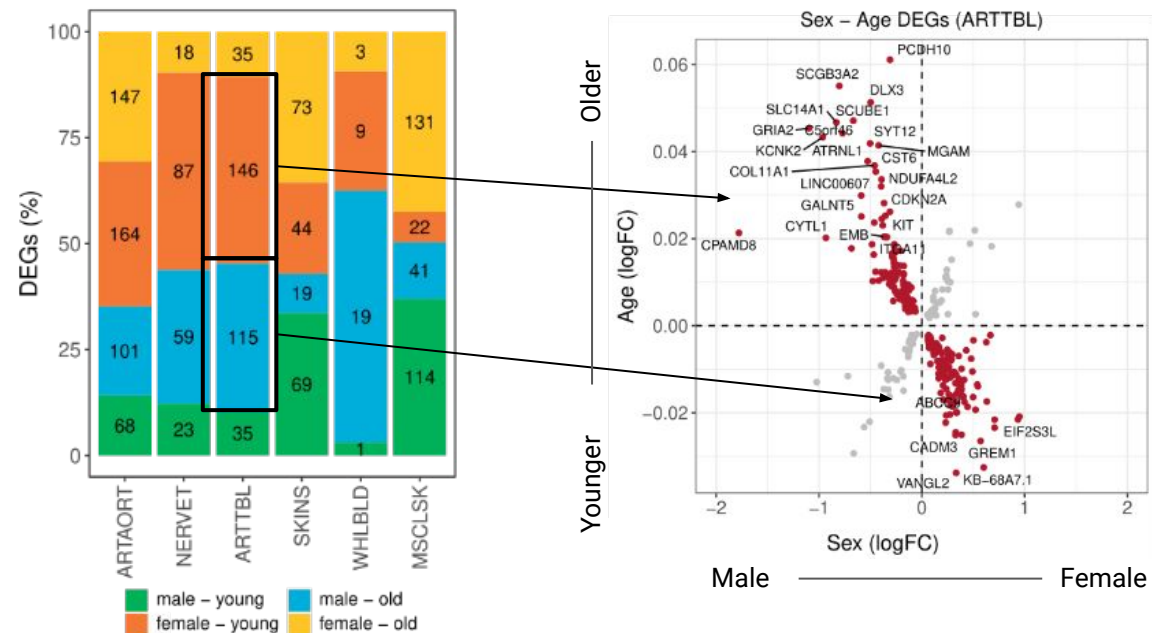 DEGs (%)
100
75
50
25
0
147
164
101
68
18
87
59
23
35
146
115
35
73
44
19
69
3
9
19
1
131
22
41
114
ARTAORT
NERVET
ARTTBL
SKINS
WHLBLD
MSCLSK
male – young
male – old
female – young
female – old
Older
Younger
Sex – Age DEGs (ARTTBL)
Age (logFC)
0.06
0.04
0.02
0.00
−0.02
PCDH10
SCGB3A2
DLX3
SLC14A1
SCUBE1
GRIA2
C5orf46
SYT12
KCNK2
ATRNL1
MGAM
CST6
COL11A1
NDUFA4L2
LINC00607
CDKN2A
GALNT5
KIT
CYTL1
EMB
ITGA11
CPAMD8
EIF2S3L
CADM3
GREM1
VANGL2
KB−68A7.1
−2
−1
0
1
2
Sex (logFC)
Male
Female